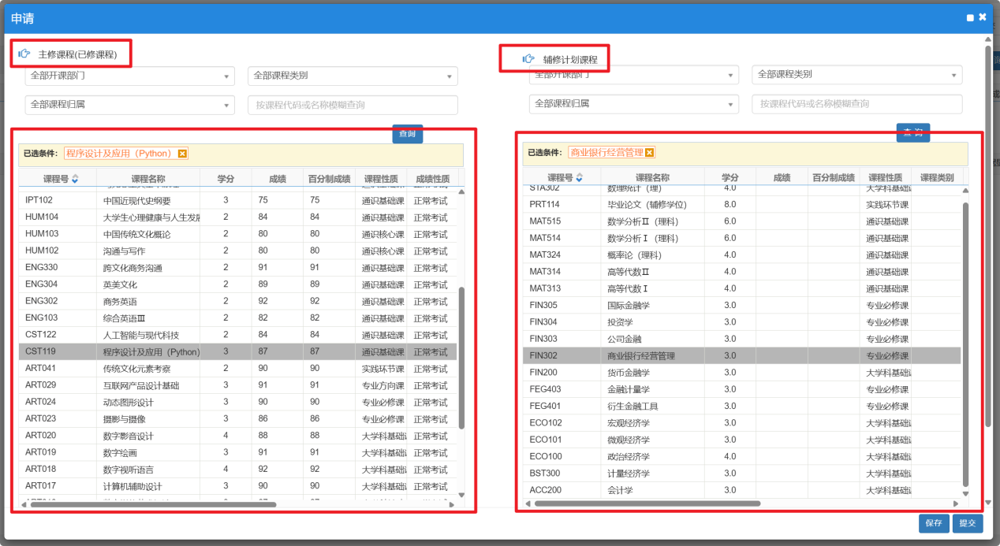 申请
主修课程(已修课程)
全部开课部门 全部课程类别
全部课程归属 按课程代码或名称模糊查询
查询
已选条件: 程序设计及应用（Python）
课程号 课程名称 学分 成绩 百分制成绩 课程性质 成绩性质
IPT102 中国近现代史纲要 3 75 75 通识基础课 正常考试
HUM104 大学生心理健康与人生发展 2 84 84 通识基础课 正常考试
HUM103 中国传统文化概论 2 80 80 通识核心课 正常考试
HUM102 沟通与写作 2 80 80 通识核心课 正常考试
ENG330 跨文化商务沟通 2 91 91 通识基础课 正常考试
ENG304 英美文化 2 89 89 通识基础课 正常考试
ENG302 商务英语 2 92 92 通识基础课 正常考试
ENG103 综合英语Ⅲ 2 82 82 通识基础课 正常考试
CST122 人工智能与现代科技 2 84 84 通识基础课 正常考试
CST119 程序设计及应用（Python） 3 87 87 通识基础课 正常考试
ART041 传统文化元素考察 2 90 90 实践环节课 正常考试
ART029 互联网产品设计基础 3 91 91 专业方向课 正常考试
ART024 动态图形设计 3 90 90 专业必修课 正常考试
ART023 摄影与摄像 3 86 86 专业必修课 正常考试
ART020 数字影音设计 4 88 88 大学科基础 正常考试
ART019 数字绘画 3 91 91 大学科基础 正常考试
ART018 数字视听语言 4 92 92 大学科基础 正常考试
ART017 计算机辅助设计 3 90 90 大学科基础 正常考试
辅修计划课程
全部开课部门 全部课程类别
全部课程归属 按课程代码或名称模糊查询
查询
已选条件: 商业银行经营管理
课程号 课程名称 学分 成绩 百分制成绩 课程性质 课程类别
STA302 数理统计（理） 4.0 大学科基础
PRT114 毕业论文（辅修学位） 8.0 实践环节课
MAT515 数学分析Ⅱ（理科） 6.0 通识基础课
MAT514 数学分析Ⅰ（理科） 6.0 通识基础课
MAT324 概率论（理科） 4.0 通识基础课
MAT314 高等代数Ⅱ 4.0 通识基础课
MAT313 高等代数Ⅰ 4.0 通识基础课
FIN305 国际金融学 3.0 专业必修课
FIN304 投资学 3.0 专业必修课
FIN303 公司金融 3.0 专业必修课
FIN302 商业银行经营管理 3.0 专业必修课
FIN200 货币金融学 3.0 大学科基础
FEG403 金融计量学 3.0 专业必修课
FEG401 衍生金融工具 3.0 专业必修课
ECO102 宏观经济学 3.0 大学科基础
ECO101 微观经济学 3.0 大学科基础
ECO100 政治经济学 4.0 大学科基础
BST300 计量经济学 3.0 大学科基础
ACC200 会计学 3.0 大学科基础
保存 提交